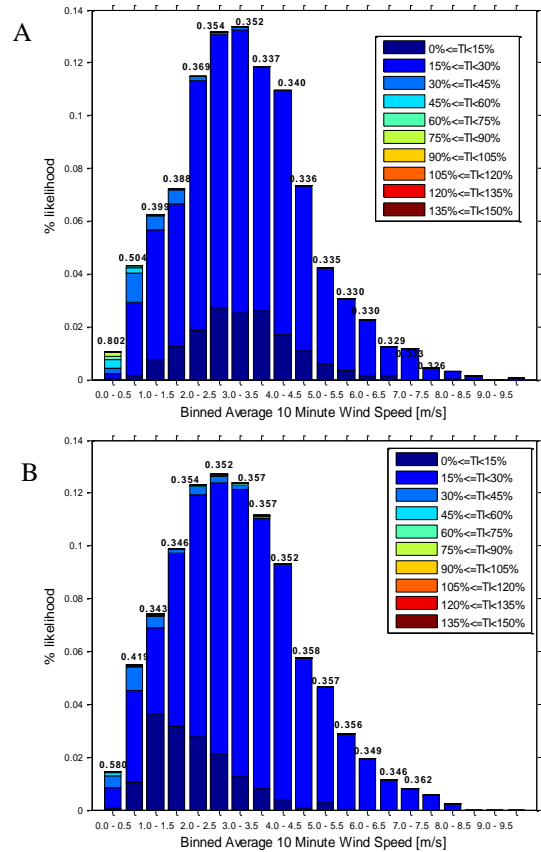 A
0.802
0.504
0.399
0.388
0.369
0.354
0.352
0.337
0.340
0.336
0.335
0.330
0.330
0.329
0.333
0.326
0%<=TI<15%
15%<=TI<30%
30%<=TI<45%
45%<=TI<60%
60%<=TI<75%
75%<=TI<90%
90%<=TI<105%
105%<=TI<120%
120%<=TI<135%
135%<=TI<150%
0.14
0.12
0.1
0.08
0.06
0.04
0.02
0
% likelihood
0.0 - 0.5 1.0 - 1.5 2.0 - 2.5 3.0 - 3.5 4.0 - 4.5 5.0 - 5.5 6.0 - 6.5 7.0 - 7.5 8.0 - 8.5 9.0 - 9.5
Binned Average 10 Minute Wind Speed [m/s]
B
0.580
0.419
0.343
0.346
0.354
0.352
0.357
0.357
0.352
0.358
0.357
0.356
0.349
0.346
0.362
0%<=TI<15%
15%<=TI<30%
30%<=TI<45%
45%<=TI<60%
60%<=TI<75%
75%<=TI<90%
90%<=TI<105%
105%<=TI<120%
120%<=TI<135%
135%<=TI<150%
0.14
0.12
0.1
0.08
0.06
0.04
0.02
0
% likelihood
0.0 - 0.5 1.0 - 1.5 2.0 - 2.5 3.0 - 3.5 4.0 - 4.5 5.0 - 5.5 6.0 - 6.5 7.0 - 7.5 8.0 - 8.5 9.0 - 9.5
Binned Average 10 Minute Wind Speed [m/s]